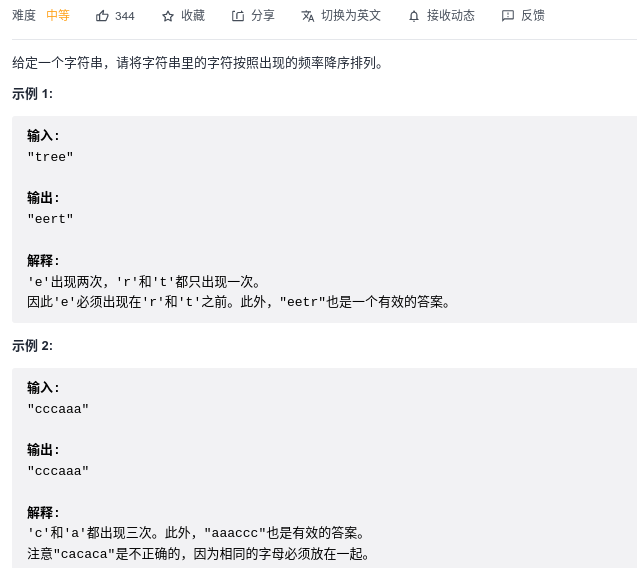 难度 中等 344 收藏 分享 切换为英文 接收动态 反馈
给定一个字符串，请将字符串里的字符按照出现的频率降序排列。
示例 1:
输入:
"tree"
输出:
"eert"
解释:
'e'出现两次，'r'和't'都只出现一次。
因此'e'必须出现在'r'和't'之前。此外，"eetr"也是一个有效的答案。
示例 2:
输入:
"cccaaa"
输出:
"cccaaa"
解释:
'c'和'a'都出现三次。此外，"aaaccc"也是有效的答案。
注意"cacaca"是不正确的，因为相同的字母必须放在一起。